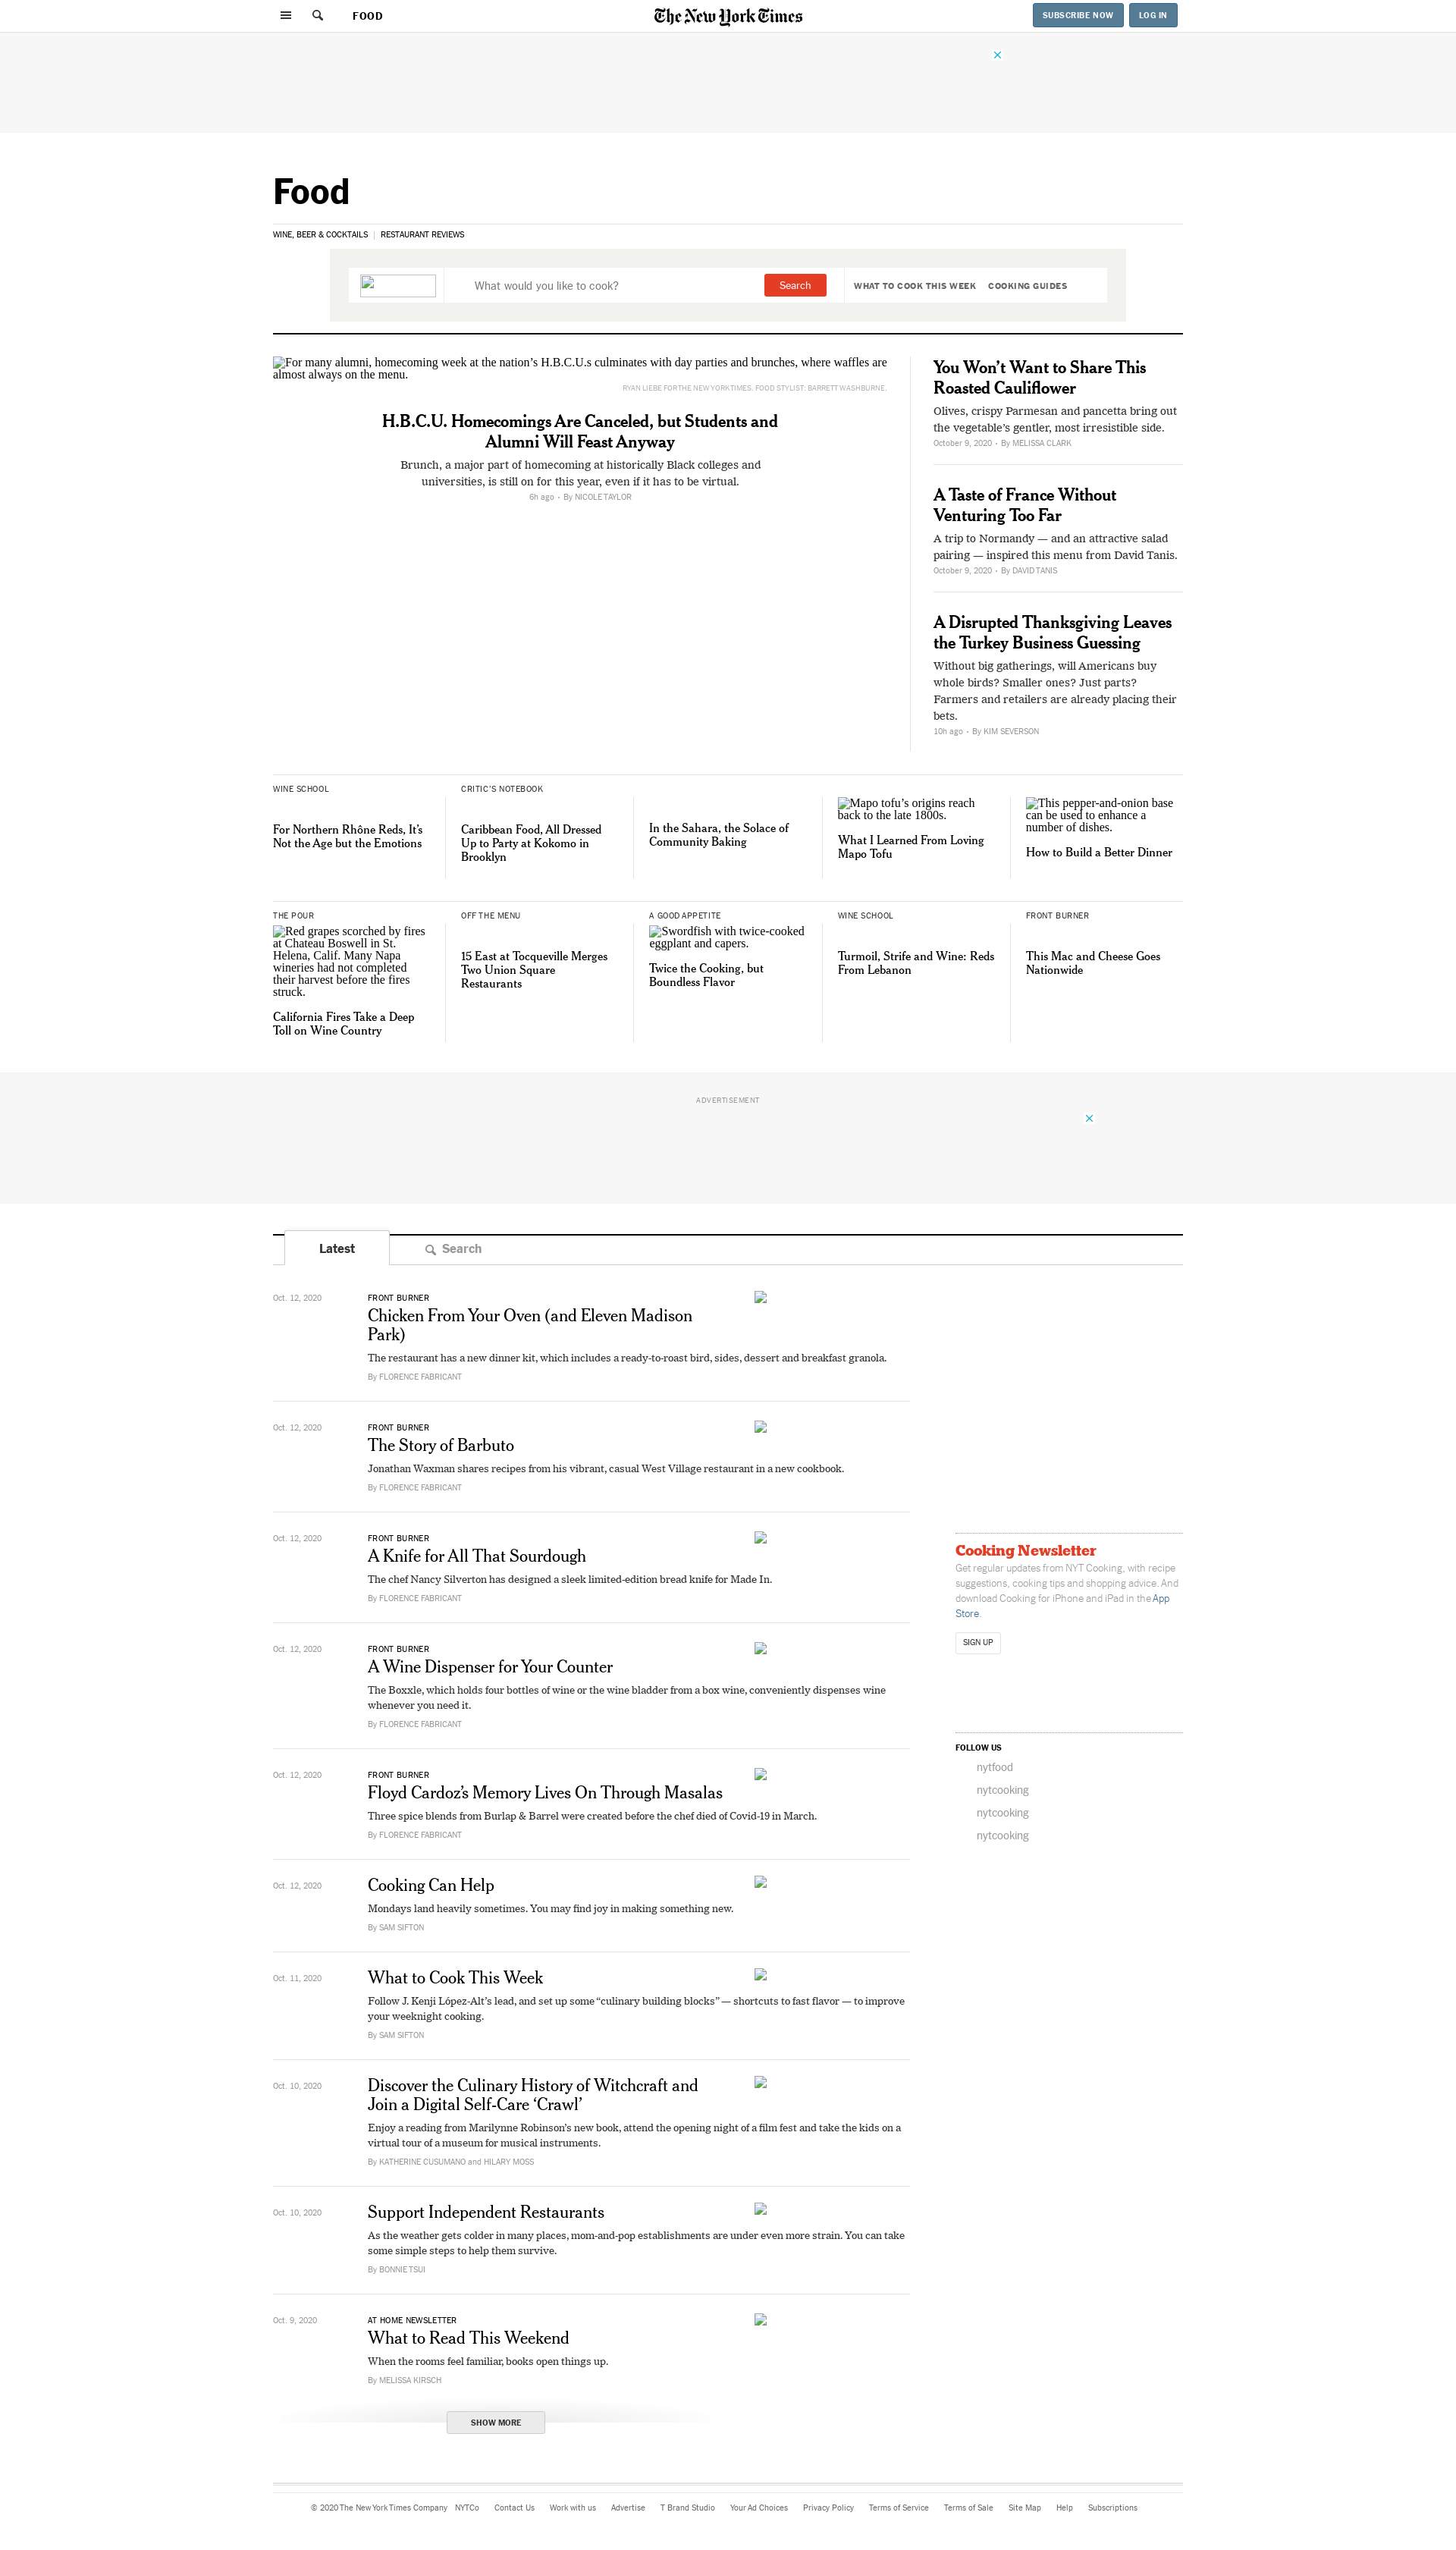 FOOD
The New York Times
SUBSCRIBE NOW
LOG IN
Food
WINE, BEER & COCKTAILS
RESTAURANT REVIEWS
What would you like to cook?
Search
WHAT TO COOK THIS WEEK
COOKING GUIDES
For many alumni, homecoming week at the nation's H.B.C.U.s culminates with day parties and brunches, where waffles are
almost always on the menu.
RYAN LIEBE FOR THE NEW YORK TIMES. FOOD STYLIST: BARRETT WASHBURNE.
H.B.C.U. Homecomings Are Canceled, but Students and
Alumni Will Feast Anyway
Brunch, a major part of homecoming at historically Black colleges and
universities, is still on for this year, even if it has to be virtual.
6h ago • By NICOLE TAYLOR
You Won't Want to Share This
Roasted Cauliflower
Olives, crispy Parmesan and pancetta bring out
the vegetable's gentler, most irresistible side.
October 9, 2020 • By MELISSA CLARK
A Taste of France Without
Venturing Too Far
A trip to Normandy — and an attractive salad
pairing — inspired this menu from David Tanis.
October 9, 2020 • By DAVID TANIS
A Disrupted Thanksgiving Leaves
the Turkey Business Guessing
Without big gatherings, will Americans buy
whole birds? Smaller ones? Just parts?
Farmers and retailers are already placing their
bets.
10h ago • By KIM SEVERSON
WINE SCHOOL
For Northern Rhône Reds, It's
Not the Age but the Emotions
CRITIC'S NOTEBOOK
Caribbean Food, All Dressed
Up to Party at Kokomo in
Brooklyn
In the Sahara, the Solace of
Community Baking
Mapo tofu's origins reach
back to the late 1800s.
What I Learned From Loving
Mapo Tofu
This pepper-and-onion base
can be used to enhance a
number of dishes.
How to Build a Better Dinner
THE POUR
Red grapes scorched by fires
at Chateau Boswell in St.
Helena, Calif. Many Napa
wineries had not completed
their harvest before the fires
struck.
California Fires Take a Deep
Toll on Wine Country
OFF THE MENU
15 East at Tocqueville Merges
Two Union Square
Restaurants
A GOOD APPETITE
Swordfish with twice-cooked
eggplant and capers.
Twice the Cooking, but
Boundless Flavor
WINE SCHOOL
Turmoil, Strife and Wine: Reds
From Lebanon
FRONT BURNER
This Mac and Cheese Goes
Nationwide
ADVERTISEMENT
Latest
Search
Oct. 12, 2020
FRONT BURNER
Chicken From Your Oven (and Eleven Madison
Park)
The restaurant has a new dinner kit, which includes a ready-to-roast bird, sides, dessert and breakfast granola.
By FLORENCE FABRICANT
Oct. 12, 2020
FRONT BURNER
The Story of Barbuto
Jonathan Waxman shares recipes from his vibrant, casual West Village restaurant in a new cookbook.
By FLORENCE FABRICANT
Oct. 12, 2020
FRONT BURNER
A Knife for All That Sourdough
The chef Nancy Silverton has designed a sleek limited-edition bread knife for Made In.
By FLORENCE FABRICANT
Oct. 12, 2020
FRONT BURNER
A Wine Dispenser for Your Counter
The Boxxle, which holds four bottles of wine or the wine bladder from a box wine, conveniently dispenses wine
whenever you need it.
By FLORENCE FABRICANT
Oct. 12, 2020
FRONT BURNER
Floyd Cardoz's Memory Lives On Through Masalas
Three spice blends from Burlap & Barrel were created before the chef died of Covid-19 in March.
By FLORENCE FABRICANT
Oct. 12, 2020
Cooking Can Help
Mondays land heavily sometimes. You may find joy in making something new.
By SAM SIFTON
Oct. 11, 2020
What to Cook This Week
Follow J. Kenji López-Alt's lead, and set up some “culinary building blocks” — shortcuts to fast flavor — to improve
your weeknight cooking.
By SAM SIFTON
Oct. 10, 2020
Discover the Culinary History of Witchcraft and
Join a Digital Self-Care ‘Crawl’
Enjoy a reading from Marilynne Robinson's new book, attend the opening night of a film fest and take the kids on a
virtual tour of a museum for musical instruments.
By KATHERINE CUSUMANO and HILARY MOSS
Oct. 10, 2020
Support Independent Restaurants
As the weather gets colder in many places, mom-and-pop establishments are under even more strain. You can take
some simple steps to help them survive.
By BONNIE TSUI
Oct. 9, 2020
AT HOME NEWSLETTER
What to Read This Weekend
When the rooms feel familiar, books open things up.
By MELISSA KIRSCH
SHOW MORE
Cooking Newsletter
Get regular updates from NYT Cooking, with recipe
suggestions, cooking tips and shopping advice. And
download Cooking for iPhone and iPad in the App
Store.
SIGN UP
FOLLOW US
nytfood
nytcooking
nytcooking
nytcooking
© 2020 The New York Times Company NYTCo Contact Us Work with us Advertise T Brand Studio Your Ad Choices Privacy Policy Terms of Service Terms of Sale Site Map Help Subscriptions